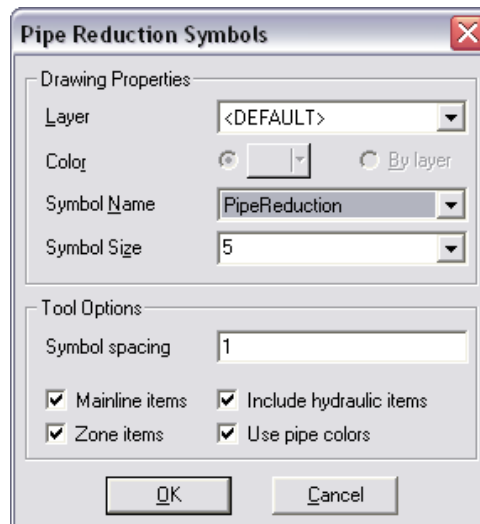 Pipe Reduction Symbols
Drawing Properties
Layer <DEFAULT>
Color By layer
Symbol Name PipeReduction
Symbol Size 5
Tool Options
Symbol spacing 1
Mainline items Include hydraulic items
Zone items Use pipe colors
OK Cancel